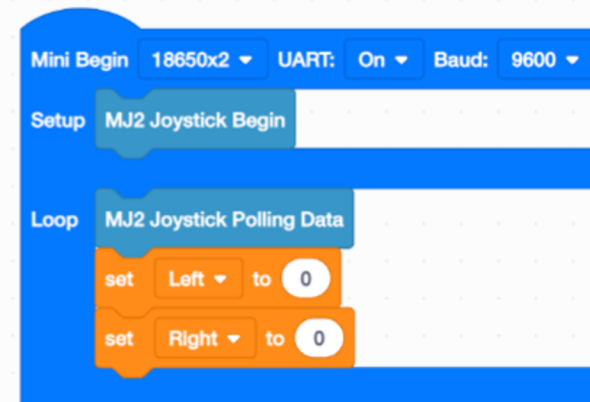 Mini Begin 18650x2 UART: On Baud: 9600
Setup MJ2 Joystick Begin
Loop MJ2 Joystick Polling Data
set Left to 0
set Right to 0